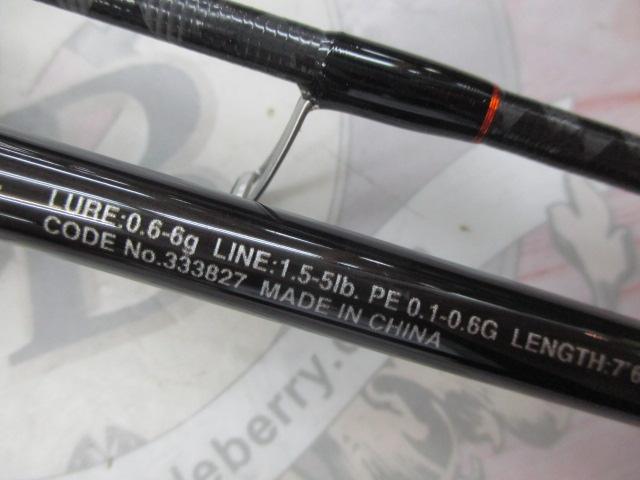 LURE:0.6-6g LINE:1.5-5lb. PE 0.1-0.6G LENGTH:7'6
CODE No.333827 MADE IN CHINA
leberry.c
B